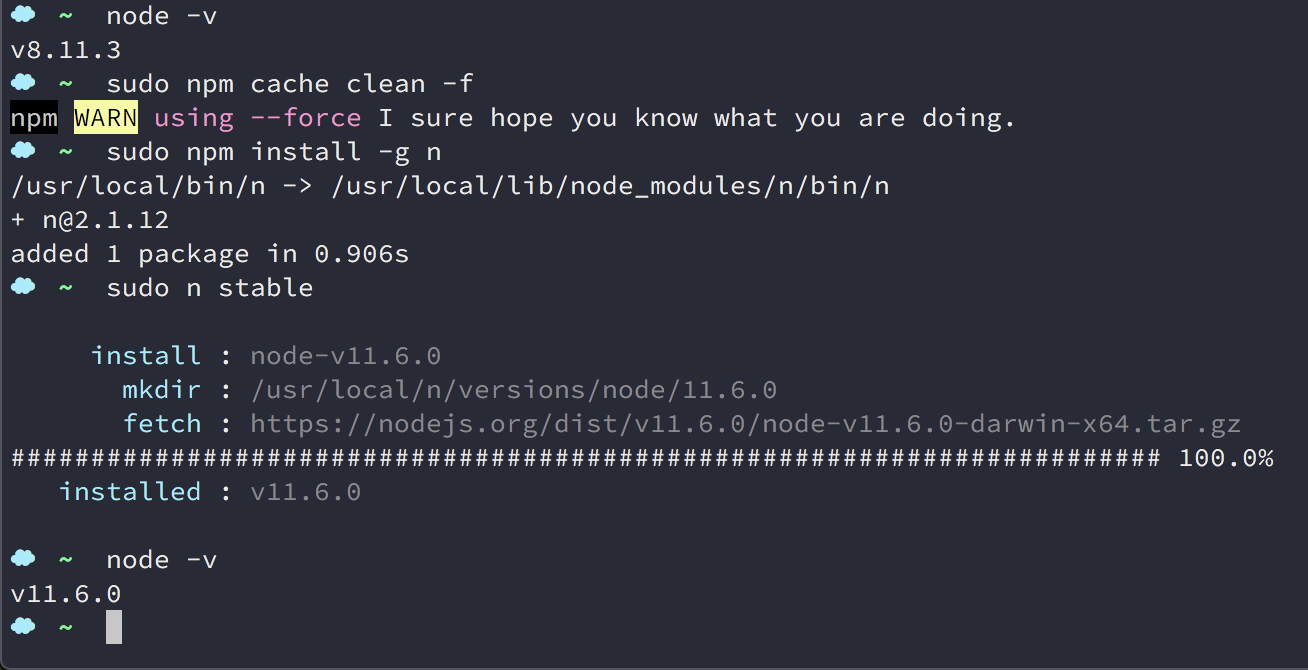 ~ node -v
v8.11.3
~ sudo npm cache clean -f
npm WARN using --force I sure hope you know what you are doing.
~ sudo npm install -g n
/usr/local/bin/n -> /usr/local/lib/node_modules/n/bin/n
+ n@2.1.12
added 1 package in 0.906s
~ sudo n stable
install : node-v11.6.0
mkdir : /usr/local/n/versions/node/11.6.0
fetch : https://nodejs.org/dist/v11.6.0/node-v11.6.0-darwin-x64.tar.gz
######################################################################## 100.0%
installed : v11.6.0
~ node -v
v11.6.0
~